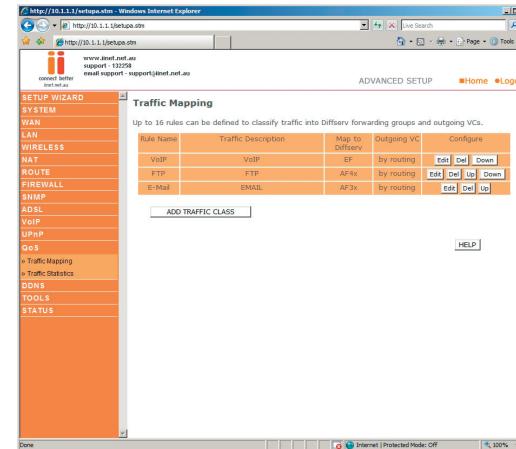 http://10.1.1.1/setupa.stm - Windows Internet Explorer
http://10.1.1.1/setupa.stm
Live Search
http://10.1.1.1/setupa.stm
Page
Tools
www.iinet.net.au
support - 132258
email support - support@iinet.net.au
connect better
iinet.net.au
ADVANCED SETUP
Home
Logo
SETUP WIZARD
SYSTEM
WAN
LAN
WIRELESS
NAT
ROUTE
FIREWALL
SNMP
ADSL
VoIP
UPnP
QoS
» Traffic Mapping
» Traffic Statistics
DDNS
TOOLS
STATUS
Traffic Mapping
Up to 16 rules can be defined to classify traffic into Diffserv forwarding groups and outgoing VCs.
Rule Name Traffic Description Map to Diffserv Outgoing VC Configure
VoIP VoIP EF by routing Edit Del Down
FTP FTP AF4x by routing Edit Del Up Down
E-Mail EMAIL AF3x by routing Edit Del Up
ADD TRAFFIC CLASS
HELP
Done
Internet | Protected Mode: Off
100%